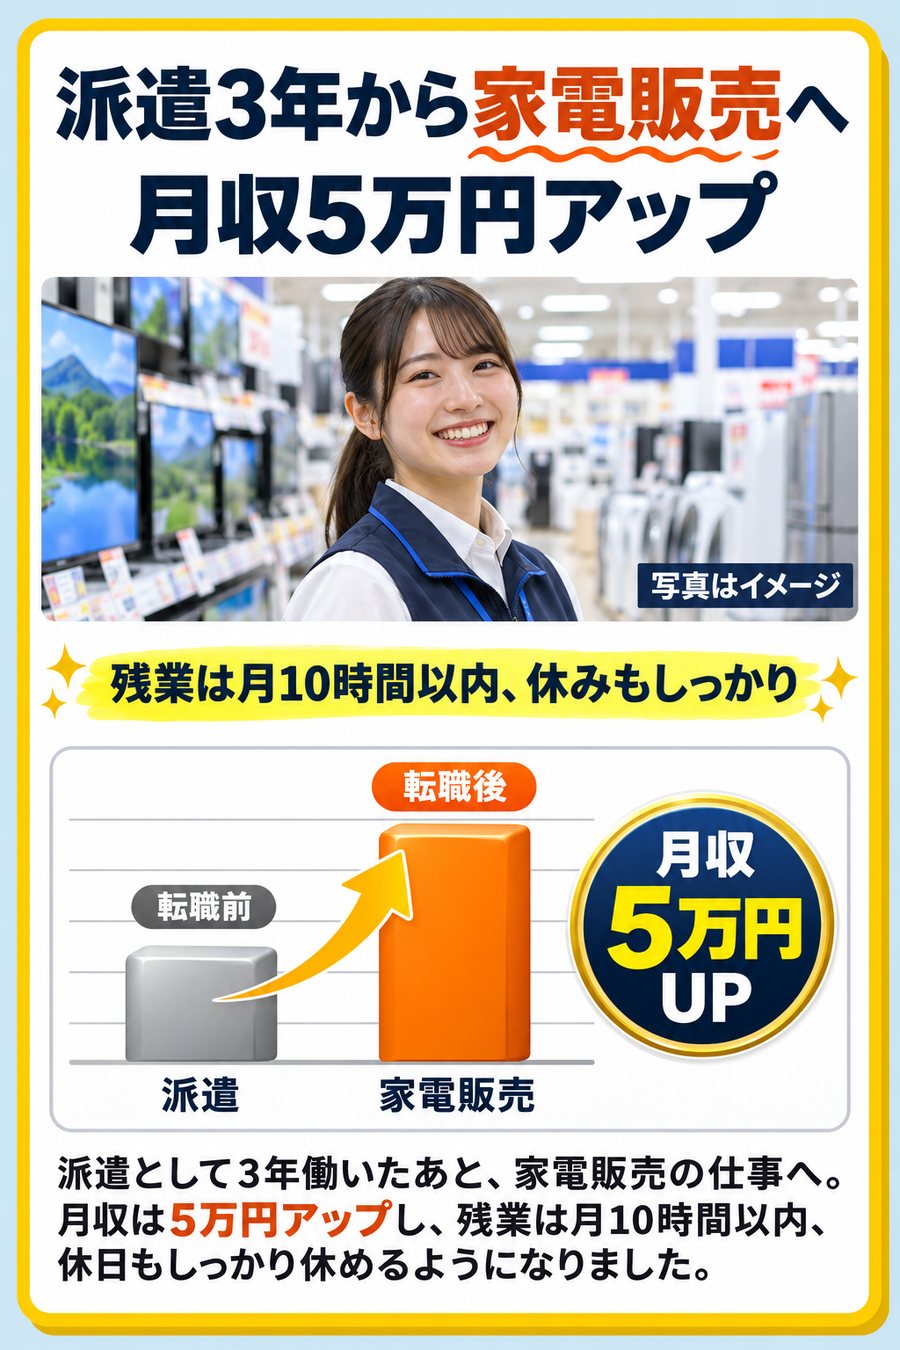 派遣3年から家電販売へ
月収5万円アップ
写真はイメージ
残業は月10時間以内、休みもしっかり
転職後
転職前
月収
5万円
UP
派遣
家電販売
派遣として3年働いたあと、家電販売の仕事へ。
月収は5万円アップし、残業は月10時間以内、
休日もしっかり休めるようになりました。